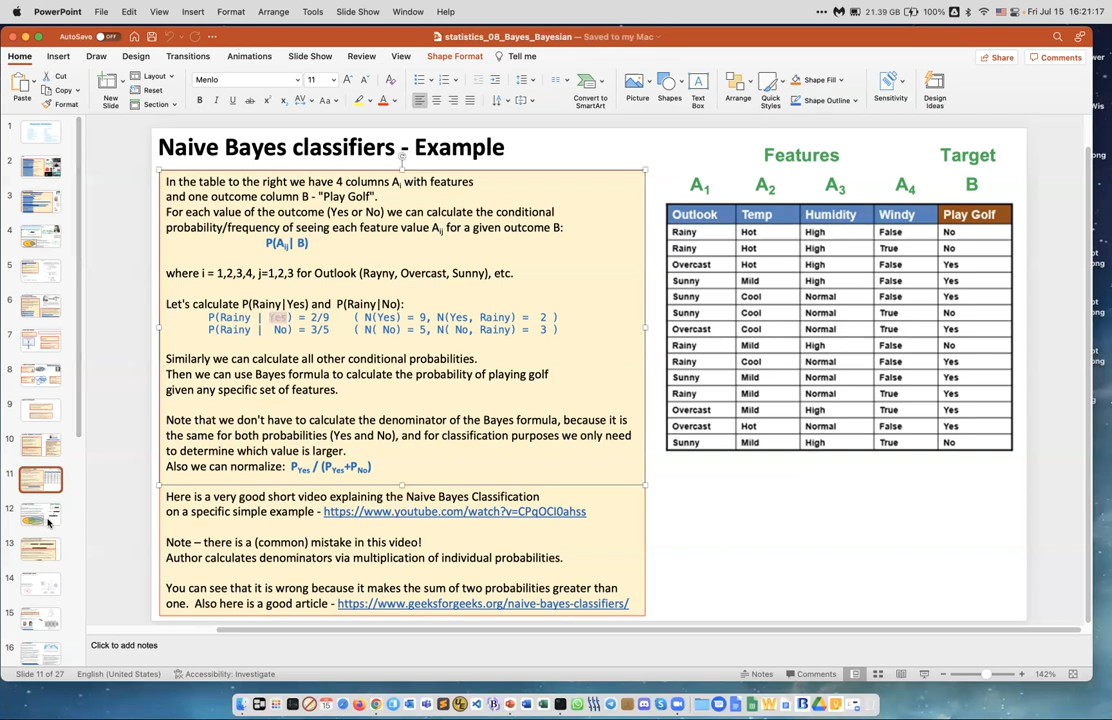 PowerPoint File Edit View Insert Format Arrange Tools Slide Show Window Help ••• 21.39 GB 100% Fri Jul 15 16:21:17
AutoSave OFF ••• statistics_08_Bayes_Bayesian — Saved to my Mac
Home Insert Draw Design Transitions Animations Slide Show Review View Shape Format Tell me Share Comments
Paste Cut Copy Format New Slide Layout Reset Section Menlo 11 Convert to SmartArt Picture Shapes Text Box Arrange Quick Styles Shape Fill Shape Outline Sensitivity Design Ideas
1
2
3
4
5
6
7
8
9
10
11
12
13
14
15
16
Naive Bayes classifiers - Example
In the table to the right we have 4 columns Ai with features
and one outcome column B - "Play Golf".
For each value of the outcome (Yes or No) we can calculate the conditional
probability/frequency of seeing each feature value Aij for a given outcome B:
P(Aij| B)
where i = 1,2,3,4, j=1,2,3 for Outlook (Rayny, Overcast, Sunny), etc.
Let's calculate P(Rainy|Yes) and P(Rainy|No):
P(Rainy | Yes) = 2/9 ( N(Yes) = 9, N(Yes, Rainy) = 2 )
P(Rainy | No) = 3/5 ( N( No) = 5, N( No, Rainy) = 3 )
Similarly we can calculate all other conditional probabilities.
Then we can use Bayes formula to calculate the probability of playing golf
given any specific set of features.
Note that we don't have to calculate the denominator of the Bayes formula, because it is
the same for both probabilities (Yes and No), and for classification purposes we only need
to determine which value is larger.
Also we can normalize: PYes / (PYes+PNo)
Here is a very good short video explaining the Naive Bayes Classification
on a specific simple example - https://www.youtube.com/watch?v=CPqOCI0ahss
Note – there is a (common) mistake in this video!
Author calculates denominators via multiplication of individual probabilities.
You can see that it is wrong because it makes the sum of two probabilities greater than
one. Also here is a good article - https://www.geeksforgeeks.org/naive-bayes-classifiers/
Features Target
A1 A2 A3 A4 B
Outlook Temp Humidity Windy Play Golf
Rainy Hot High False No
Rainy Hot High True No
Overcast Hot High False Yes
Sunny Mild High False Yes
Sunny Cool Normal False Yes
Sunny Cool Normal True No
Overcast Cool Normal True Yes
Rainy Mild High False No
Rainy Cool Normal False Yes
Sunny Mild Normal False Yes
Rainy Mild Normal True Yes
Overcast Mild High True Yes
Overcast Hot Normal False Yes
Sunny Mild High True No
Click to add notes
Slide 11 of 27 English (United States) Accessibility: Investigate Notes Comments 142%